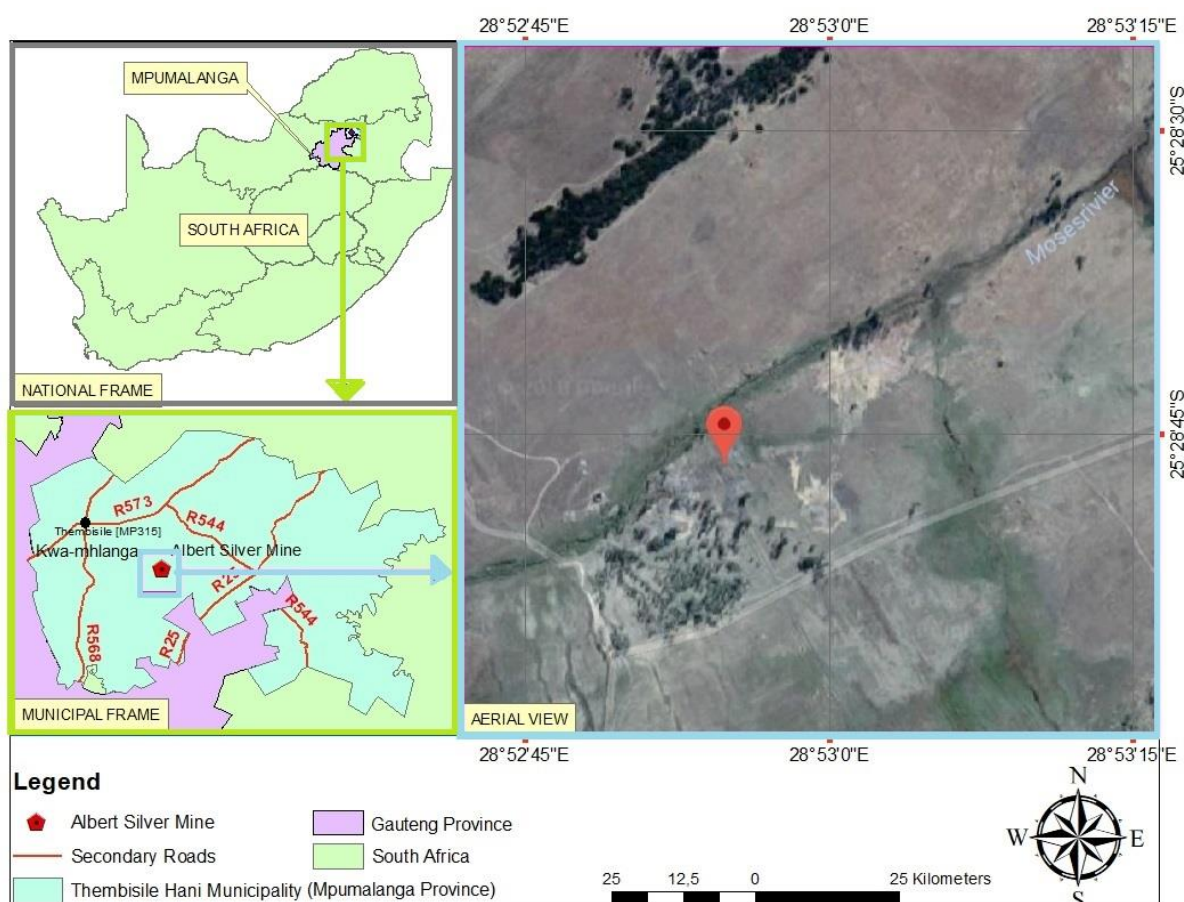 28°52'45"E
28°53'0"E
28°53'15"E
MPUMALANGA
SOUTH AFRICA
NATIONAL FRAME
25°28'30"S
Mosesrivier
25°28'45"S
R573
Thembisile [MP315]
R544
Kwa-mhlanga
Albert Silver Mine
R544
R568
R25
MUNICIPAL FRAME
AERIAL VIEW
28°52'45"E
28°53'0"E
28°53'15"E
Legend
Albert Silver Mine
Gauteng Province
Secondary Roads
South Africa
Thembisile Hani Municipality (Mpumalanga Province)
N
W
E
S
25
12,5
0
25 Kilometers